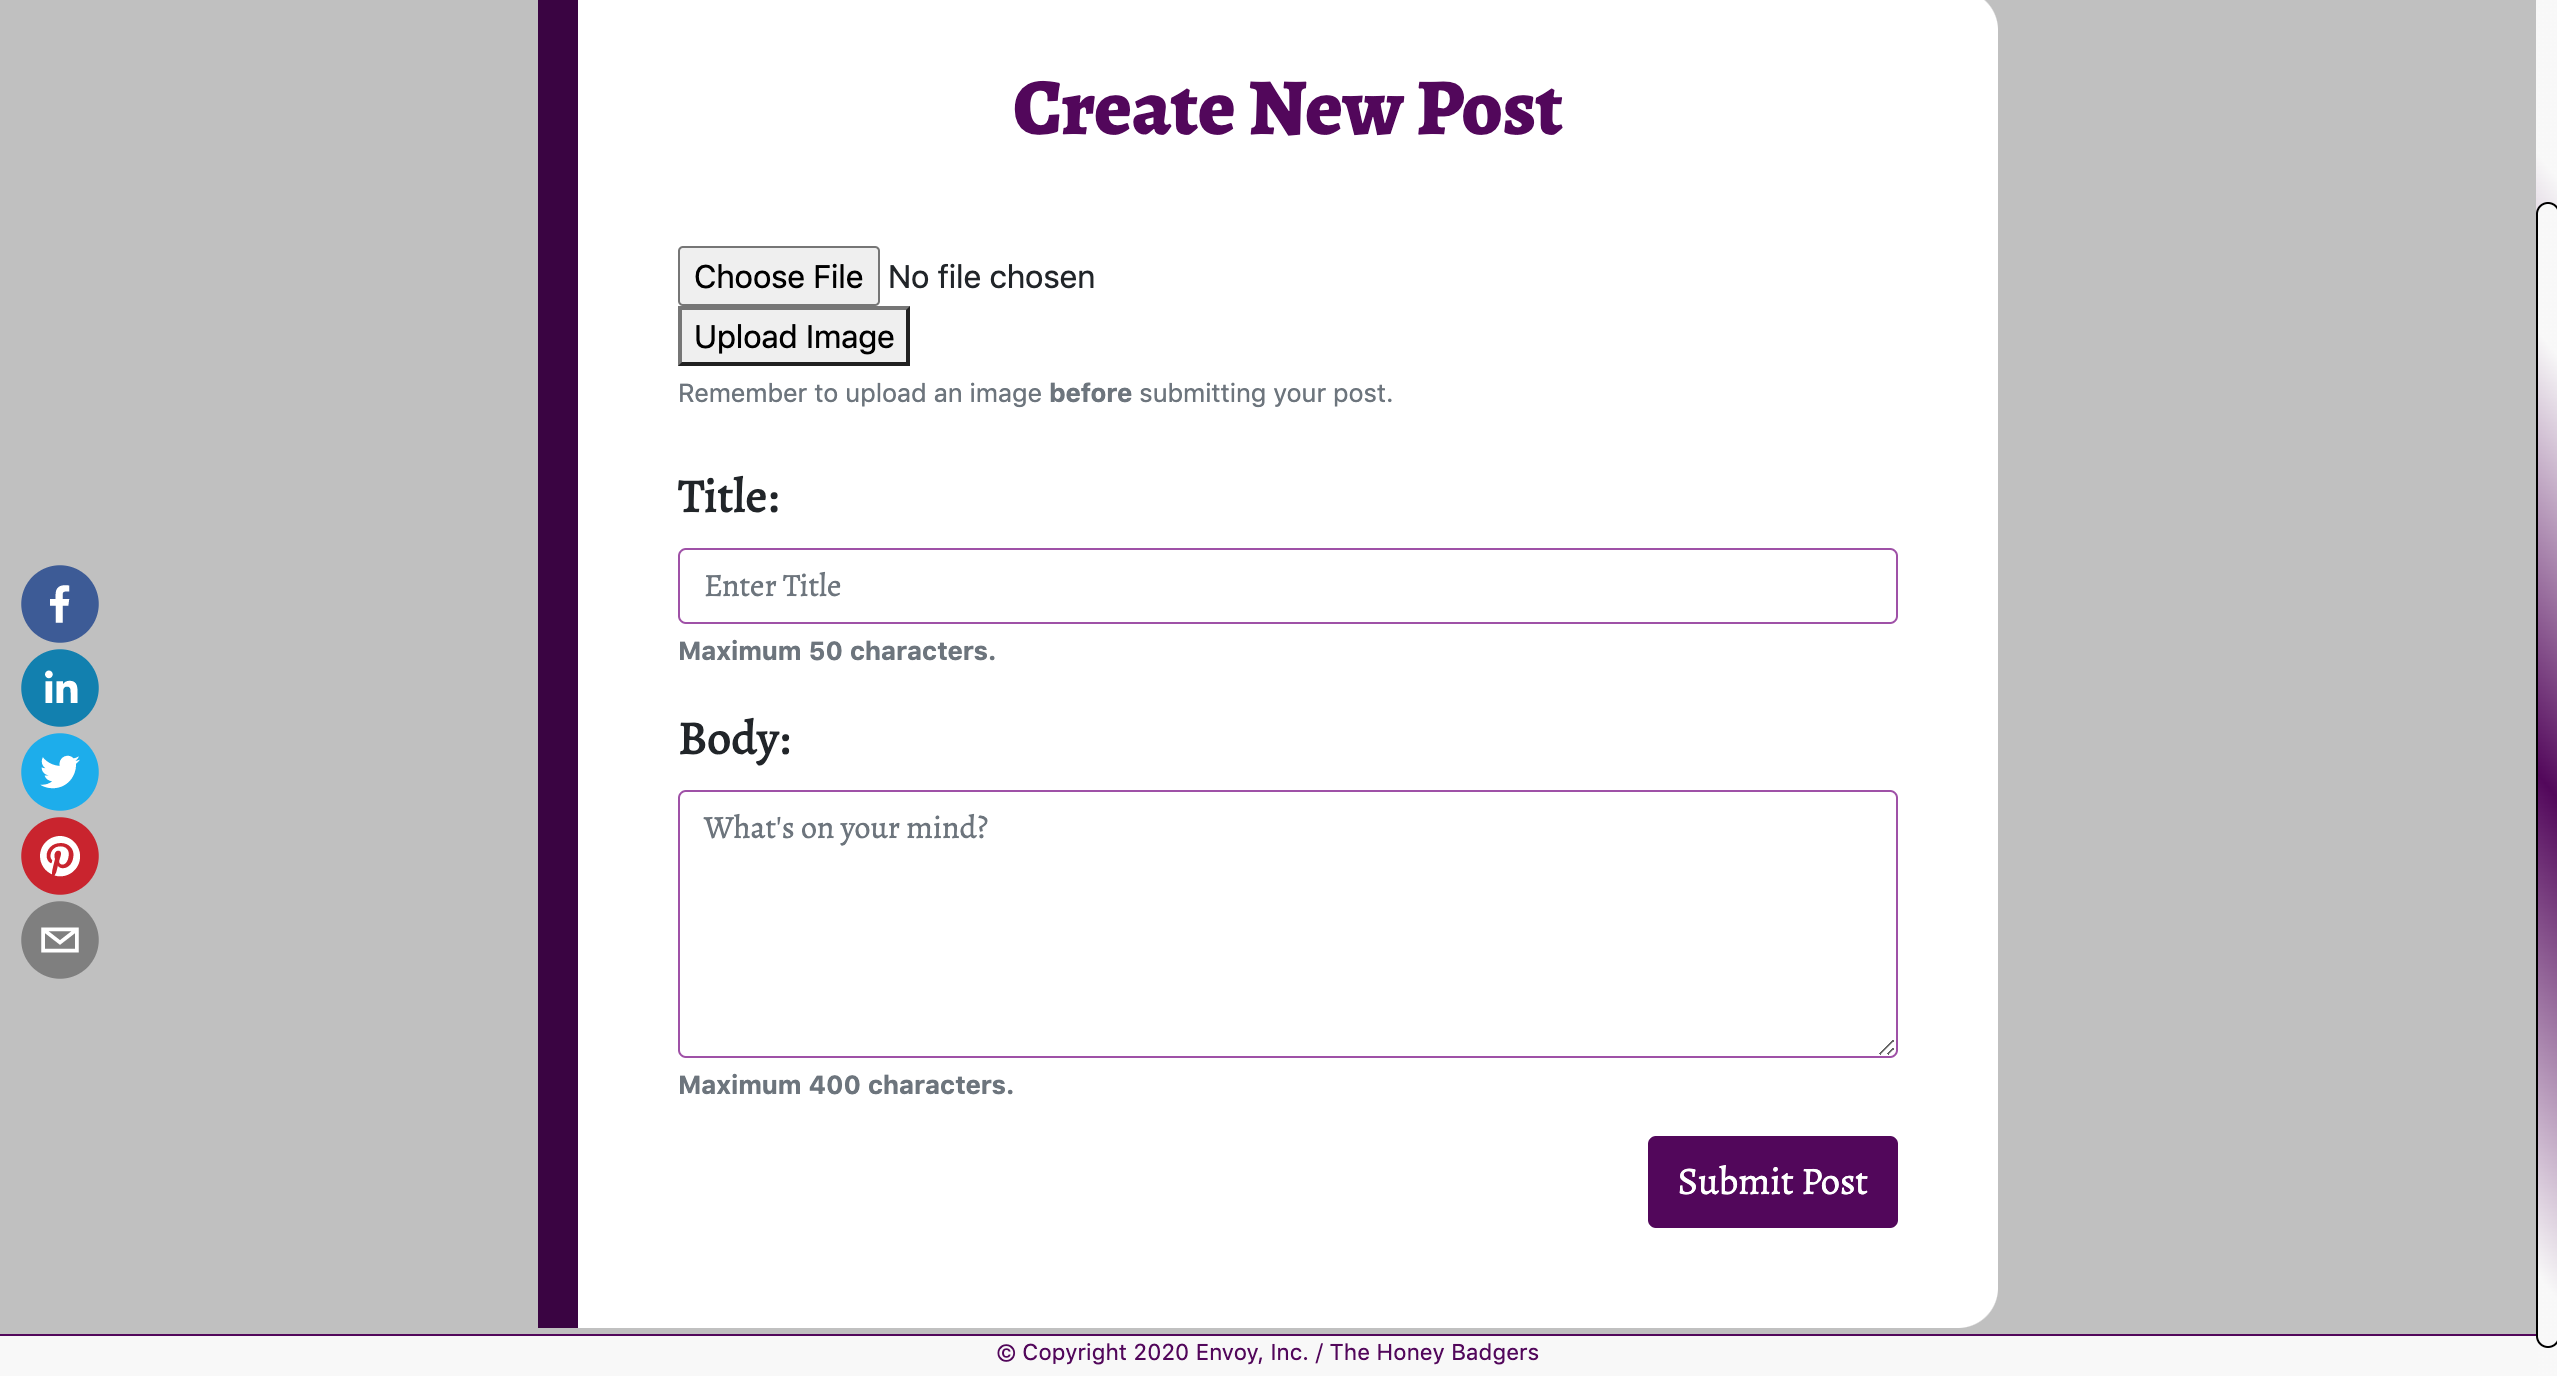 Create New Post
Choose File No file chosen
Upload Image
Remember to upload an image before submitting your post.
Title:
Enter Title
Maximum 50 characters.
Body:
What's on your mind?
Maximum 400 characters.
Submit Post
f
in
© Copyright 2020 Envoy, Inc. / The Honey Badgers